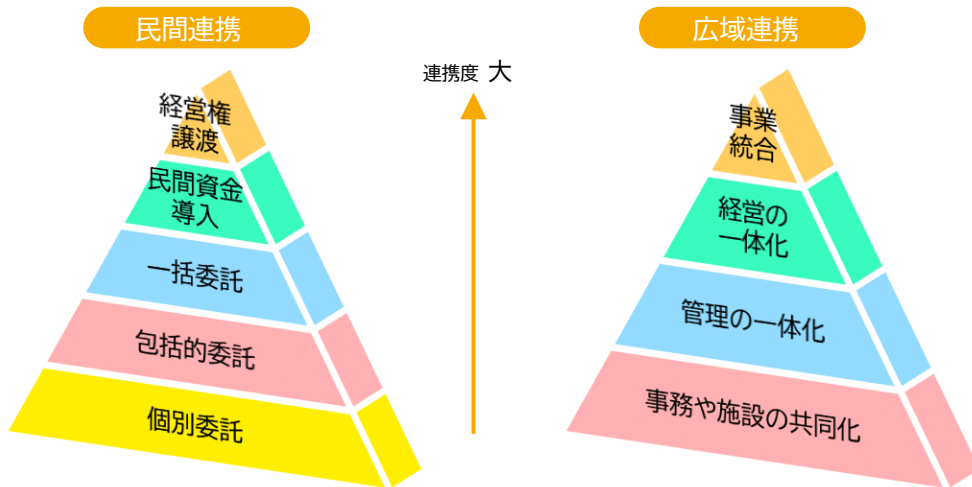 民間連携
経営権
譲渡
民間資金
導入
一括委託
包括的委託
個別委託
連携度 大
広域連携
事業
統合
経営の
一体化
管理の一体化
事務や施設の共同化